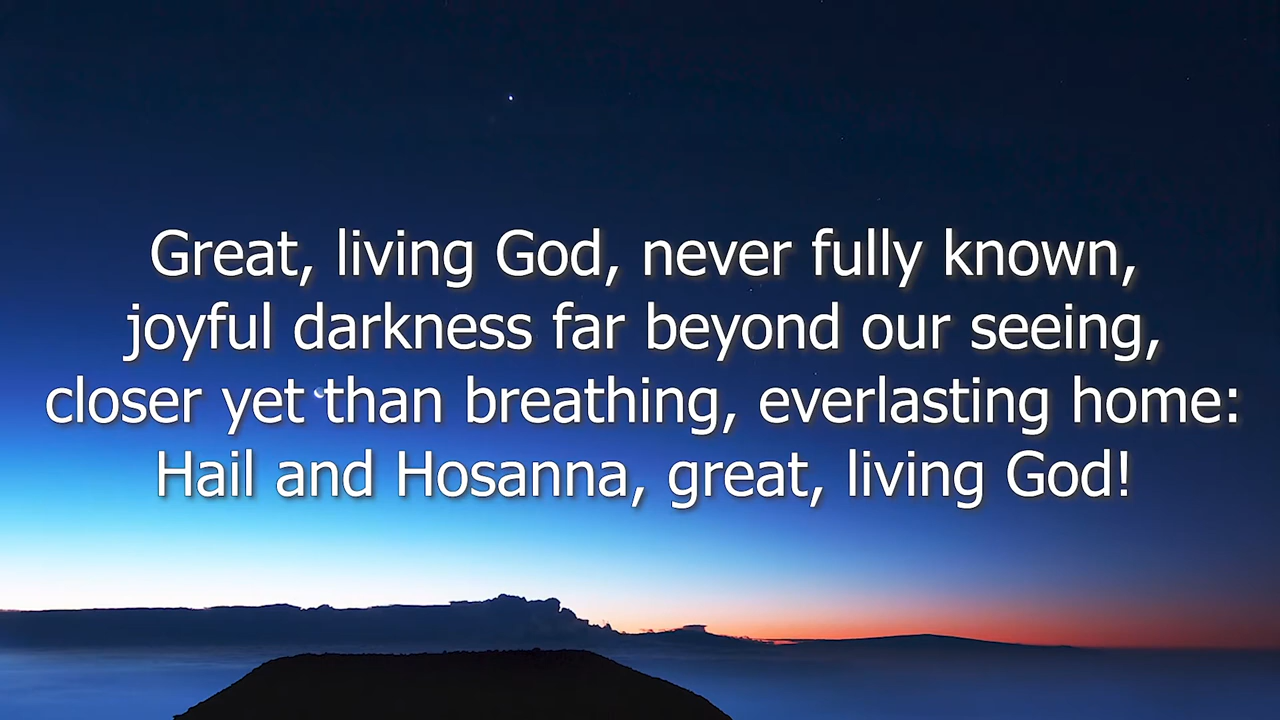 Great, living God, never fully known,
joyful darkness far beyond our seeing,
closer yet than breathing, everlasting home:
Hail and Hosanna, great, living God!